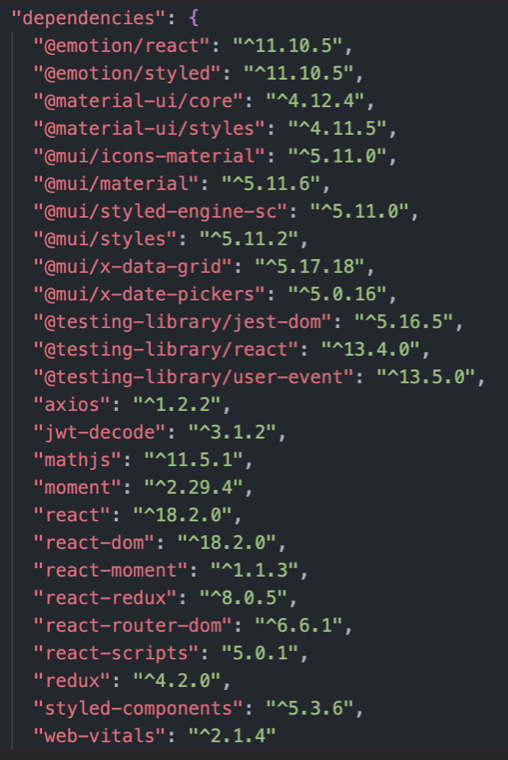 "dependencies": {
"@emotion/react": "^11.10.5",
"@emotion/styled": "^11.10.5",
"@material-ui/core": "^4.12.4",
"@material-ui/styles": "^4.11.5",
"@mui/icons-material": "^5.11.0",
"@mui/material": "^5.11.6",
"@mui/styled-engine-sc": "^5.11.0",
"@mui/styles": "^5.11.2",
"@mui/x-data-grid": "^5.17.18",
"@mui/x-date-pickers": "^5.0.16",
"@testing-library/jest-dom": "^5.16.5",
"@testing-library/react": "^13.4.0",
"@testing-library/user-event": "^13.5.0",
"axios": "^1.2.2",
"jwt-decode": "^3.1.2",
"mathjs": "^11.5.1",
"moment": "^2.29.4",
"react": "^18.2.0",
"react-dom": "^18.2.0",
"react-moment": "^1.1.3",
"react-redux": "^8.0.5",
"react-router-dom": "^6.6.1",
"react-scripts": "5.0.1",
"redux": "^4.2.0",
"styled-components": "^5.3.6",
"web-vitals": "^2.1.4"